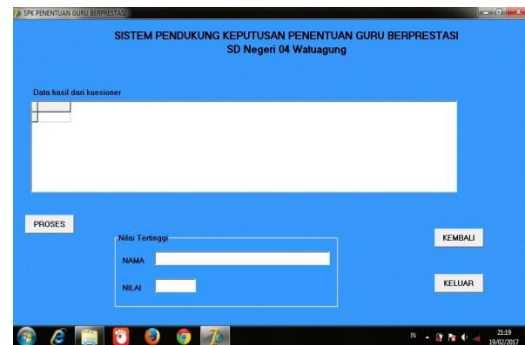 SPK PENENTUAN GURU BERPRESTASI
SISTEM PENDUKUNG KEPUTUSAN PENENTUAN GURU BERPRESTASI
SD Negeri 04 Watuagung
Data hasil dari kuesioner
PROSES
Nilai Tertinggi
NAMA
NILAI
KEMBALI
KELUAR
IN
21:19
19/02/2017